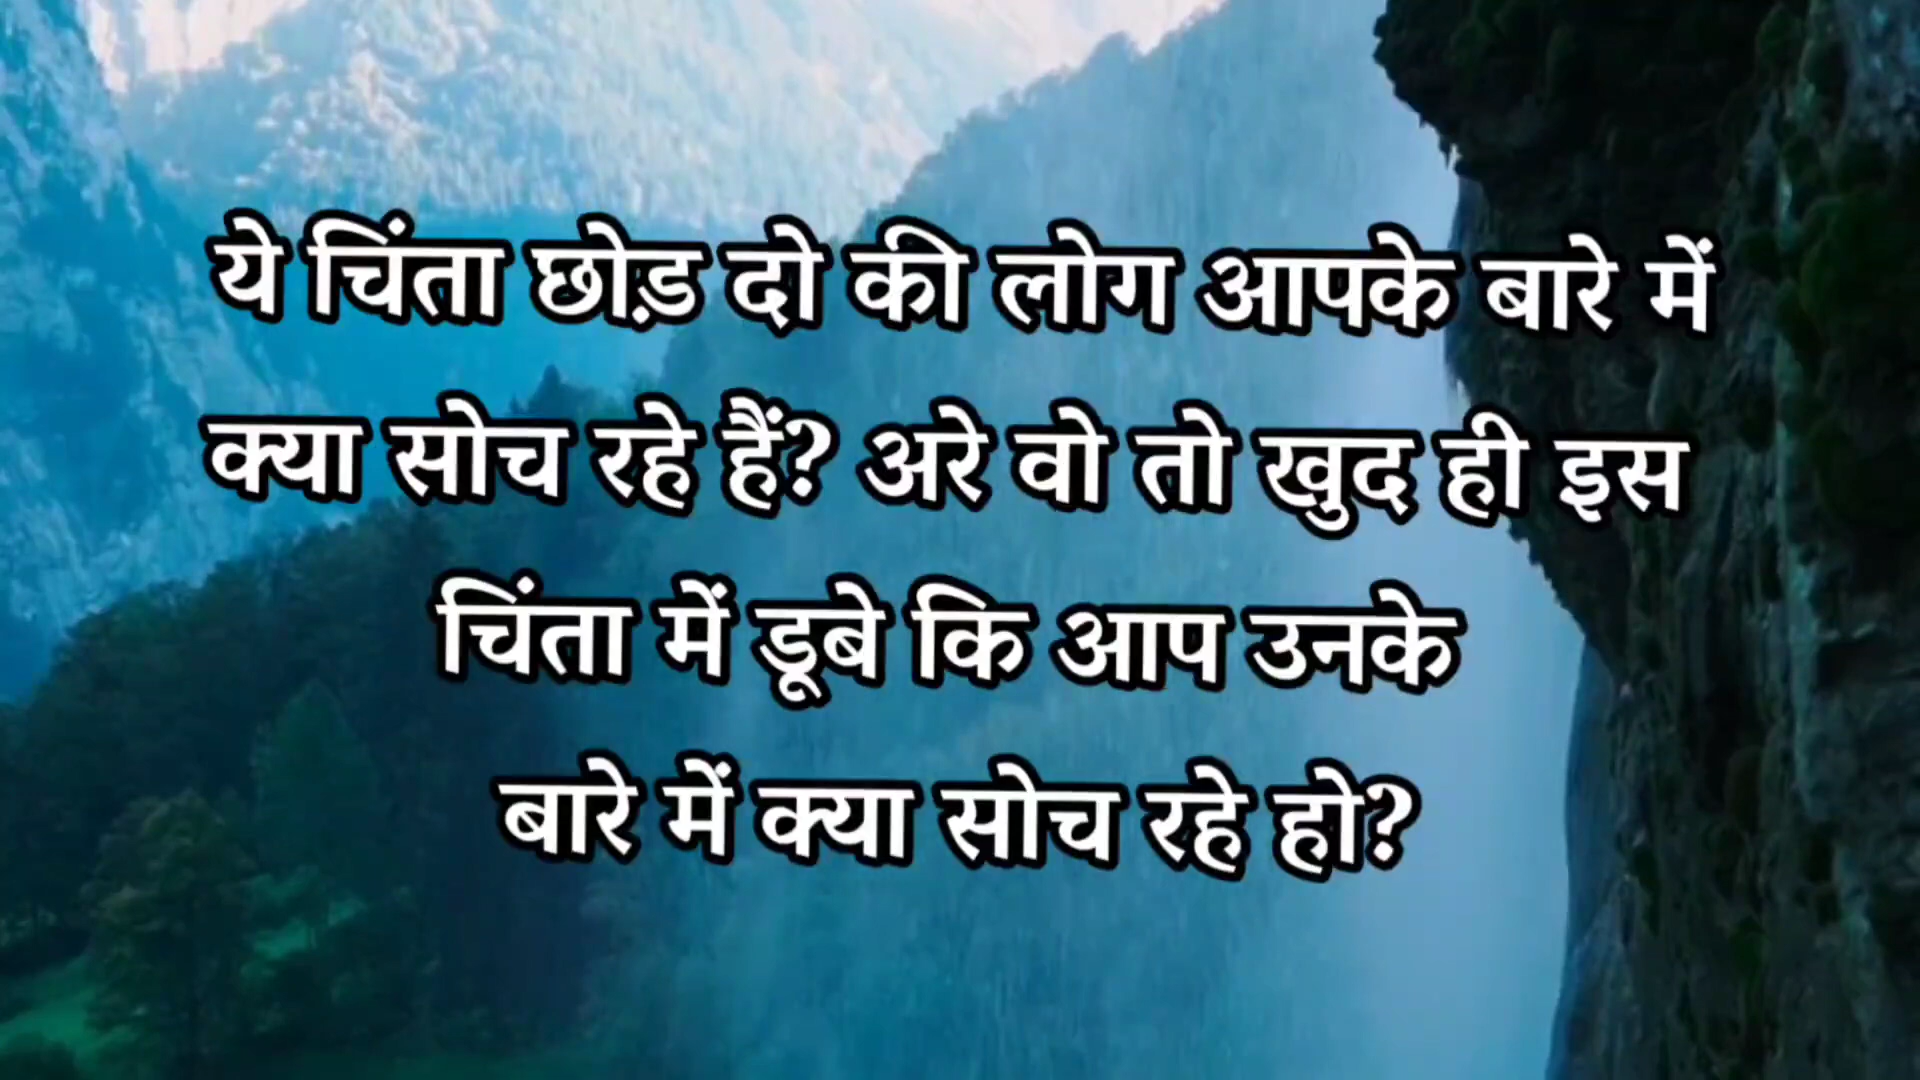 ये चिंता छोड़ दो की लोग आपके बारे में
क्या सोच रहे हैं? अरे वो तो खुद ही इस
चिंता में डूबे कि आप उनके
बारे में क्या सोच रहे हो?